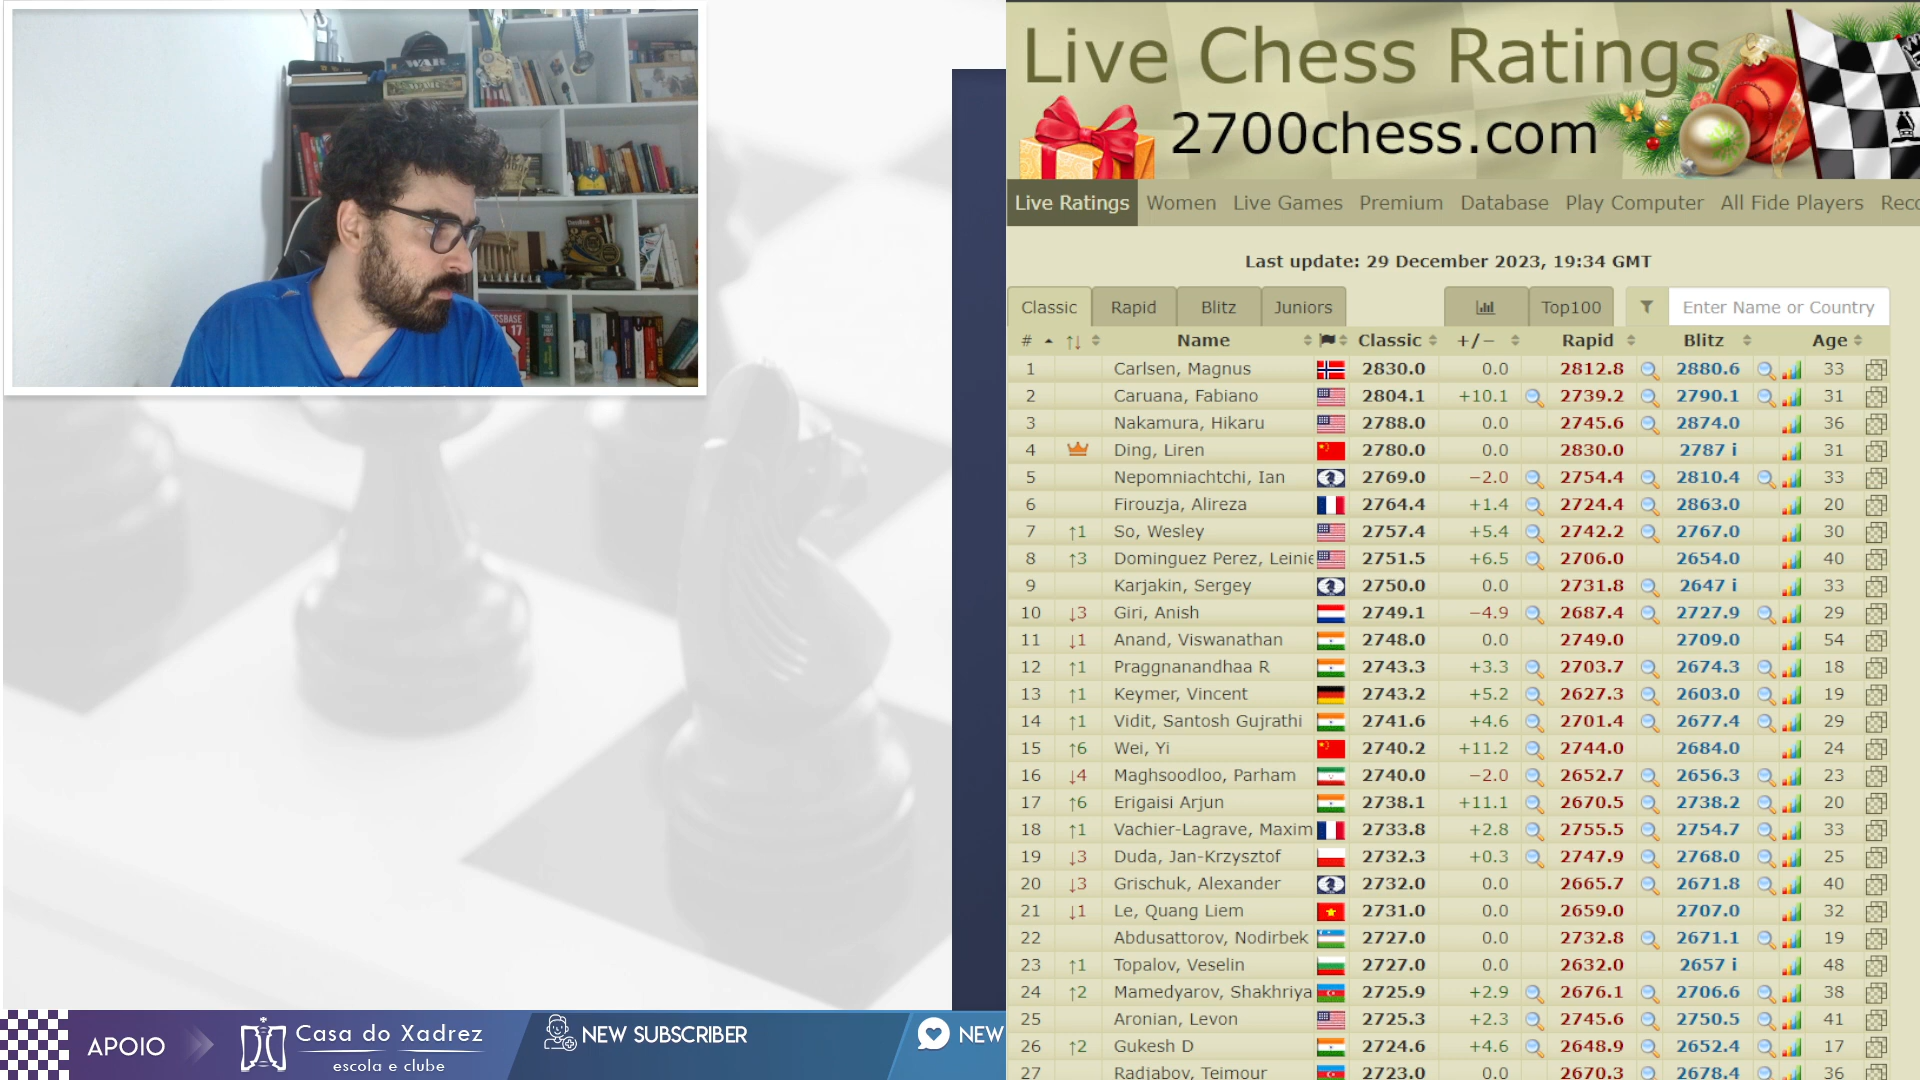 WAR
17
APOIO
Casa do Xadrez
escola e clube
NEW SUBSCRIBER
NEW
Live Chess Ratings
2700chess.com
Live Ratings Women Live Games Premium Database Play Computer All Fide Players Reco
Last update: 29 December 2023, 19:34 GMT
Classic Rapid Blitz Juniors Top100 Enter Name or Country
# ↑↓ Name Classic +/− Rapid Blitz Age
1 Carlsen, Magnus 2830.0 0.0 2812.8 2880.6 33
2 Caruana, Fabiano 2804.1 +10.1 2739.2 2790.1 31
3 Nakamura, Hikaru 2788.0 0.0 2745.6 2874.0 36
4 Ding, Liren 2780.0 0.0 2830.0 2787 i 31
5 Nepomniachtchi, Ian 2769.0 −2.0 2754.4 2810.4 33
6 Firouzja, Alireza 2764.4 +1.4 2724.4 2863.0 20
7 ↑1 So, Wesley 2757.4 +5.4 2742.2 2767.0 30
8 ↑3 Dominguez Perez, Leinie 2751.5 +6.5 2706.0 2654.0 40
9 Karjakin, Sergey 2750.0 0.0 2731.8 2647 i 33
10 ↓3 Giri, Anish 2749.1 −4.9 2687.4 2727.9 29
11 ↓1 Anand, Viswanathan 2748.0 0.0 2749.0 2709.0 54
12 ↑1 Praggnanandhaa R 2743.3 +3.3 2703.7 2674.3 18
13 ↑1 Keymer, Vincent 2743.2 +5.2 2627.3 2603.0 19
14 ↑1 Vidit, Santosh Gujrathi 2741.6 +4.6 2701.4 2677.4 29
15 ↑6 Wei, Yi 2740.2 +11.2 2744.0 2684.0 24
16 ↓4 Maghsoodloo, Parham 2740.0 −2.0 2652.7 2656.3 23
17 ↑6 Erigaisi Arjun 2738.1 +11.1 2670.5 2738.2 20
18 ↑1 Vachier-Lagrave, Maxim 2733.8 +2.8 2755.5 2754.7 33
19 ↓3 Duda, Jan-Krzysztof 2732.3 +0.3 2747.9 2768.0 25
20 ↓3 Grischuk, Alexander 2732.0 0.0 2665.7 2671.8 40
21 ↓1 Le, Quang Liem 2731.0 0.0 2659.0 2707.0 32
22 Abdusattorov, Nodirbek 2727.0 0.0 2732.8 2671.1 19
23 ↑1 Topalov, Veselin 2727.0 0.0 2632.0 2657 i 48
24 ↑2 Mamedyarov, Shakhriya 2725.9 +2.9 2676.1 2706.6 38
25 Aronian, Levon 2725.3 +2.3 2745.6 2750.5 41
26 ↑2 Gukesh D 2724.6 +4.6 2648.9 2652.4 17
27 Radjabov, Teimour 2723.0 0.0 2670.3 2678.4 36